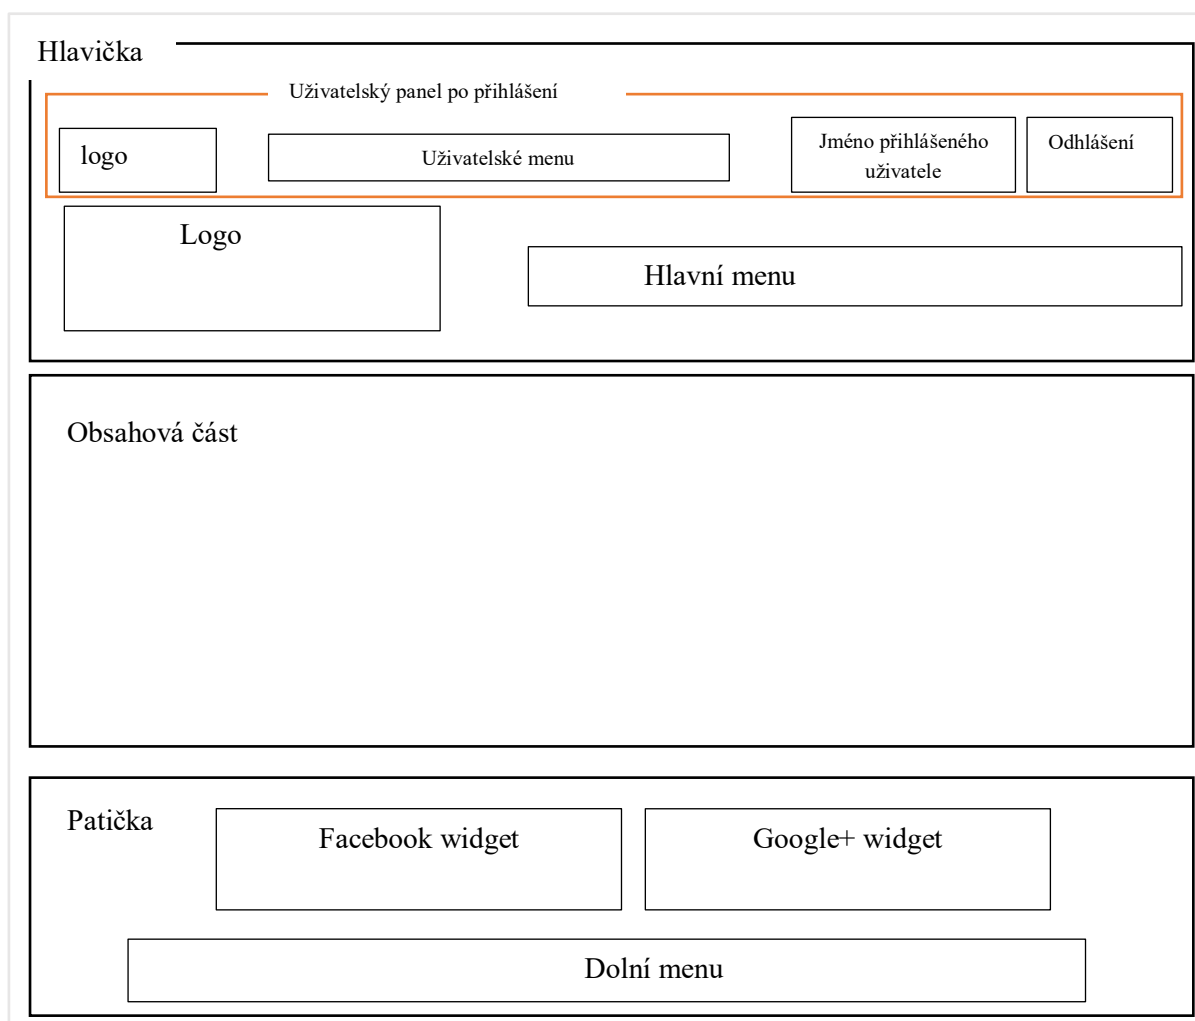 Hlavička
Uživatelský panel po přihlášení
logo
Uživatelské menu
Jméno přihlášeného
uživatele
Odhlášení
Logo
Hlavní menu
Obsahová část
Patička
Facebook widget
Google+ widget
Dolní menu